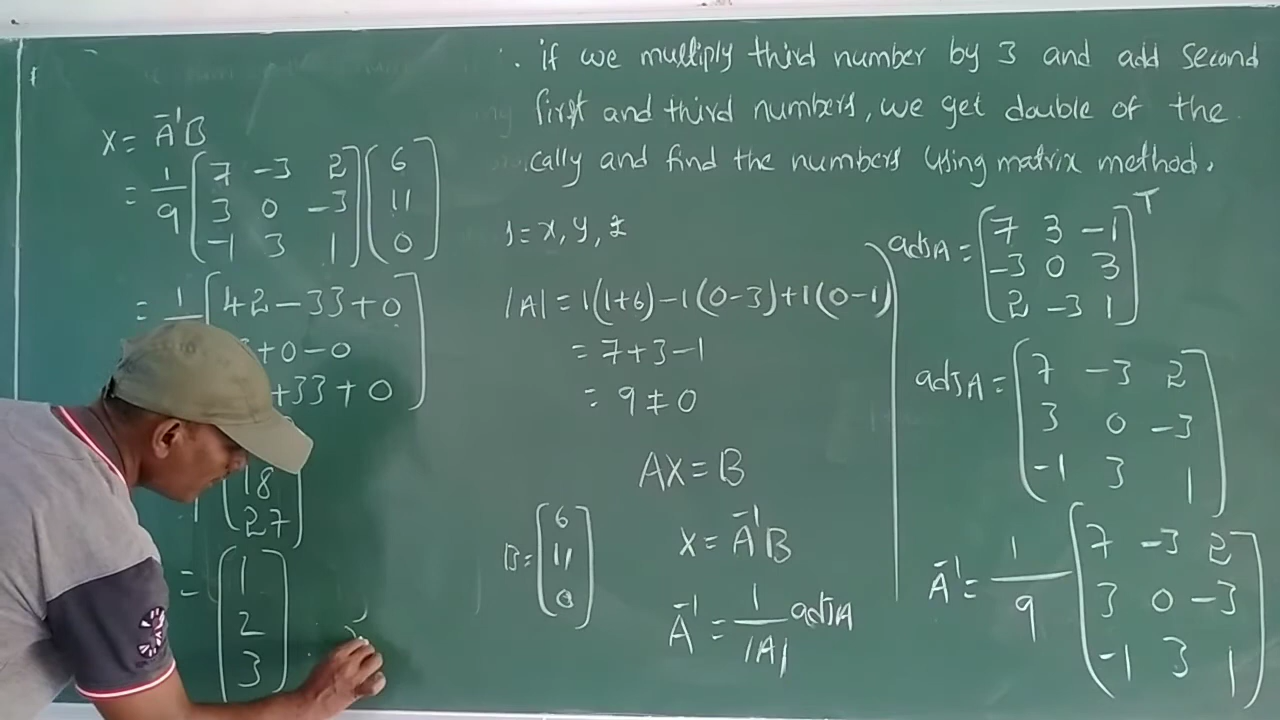 . if we multiply third number by 3 and add second
first and third numbers, we get double of the
cally and find the numbers using matrix method.
X = A⁻¹B
= 1/9 [7 -3 2; 3 0 -3; -1 3 1] [6; 11; 0]
= 1 [42 - 33 + 0
+0-0
+33+0]
18
27
= [1; 2; 3]
= x, y, z
|A| = 1(1+6) -1(0-3) +1(0-1)
= 7+3-1
= 9 ≠ 0
AX = B
B = [6; 11; 0]
X = A⁻¹B
A⁻¹ = 1/|A| adjA
adjA = [7 3 -1; -3 0 3; 2 -3 1]ᵀ
adjA = [7 -3 2; 3 0 -3; -1 3 1]
A⁻¹ = 1/9 [7 -3 2; 3 0 -3; -1 3 1]